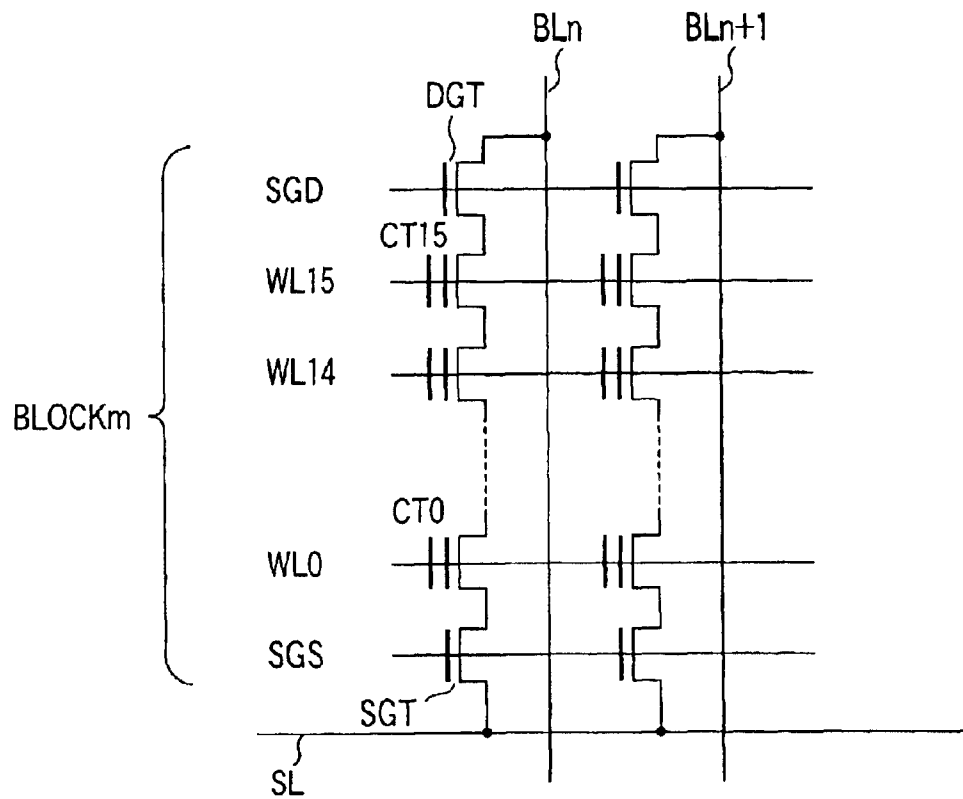 BLn
BLn+1
DGT
SGD
CT15
WL15
WL14
BLOCKm
CT0
WL0
SGS
SGT
SL